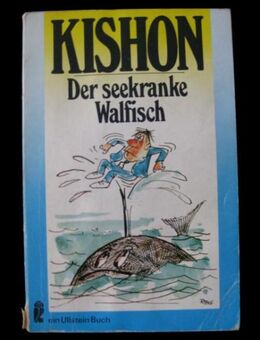 KISHON
Der seekranke
Walfisch
ein Ullstein Buch